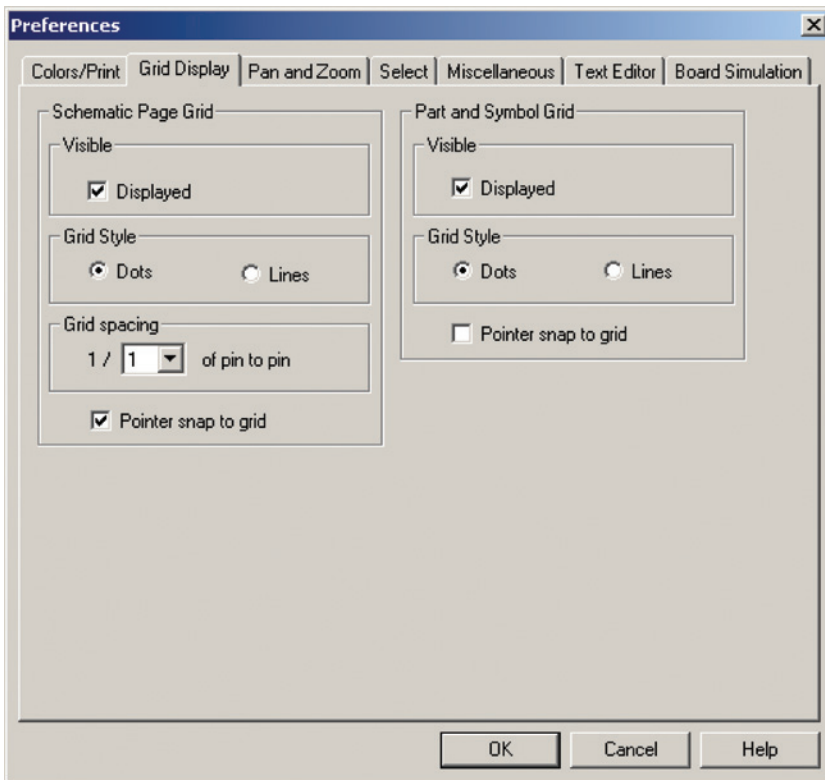 Preferences
Colors/Print Grid Display Pan and Zoom Select Miscellaneous Text Editor Board Simulation
Schematic Page Grid
Visible
Displayed
Grid Style
Dots Lines
Grid spacing
1 / 1 of pin to pin
Pointer snap to grid
Part and Symbol Grid
Visible
Displayed
Grid Style
Dots Lines
Pointer snap to grid
OK Cancel Help